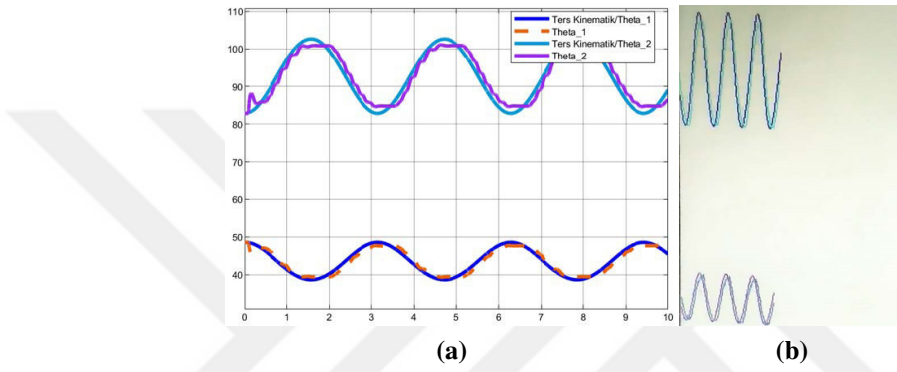 110
100
90
80
70
60
50
40
0 1 2 3 4 5 6 7 8 9 10
Ters Kinematik/Theta_1
Theta_1
Ters Kinematik/Theta_2
Theta_2
(a) (b)